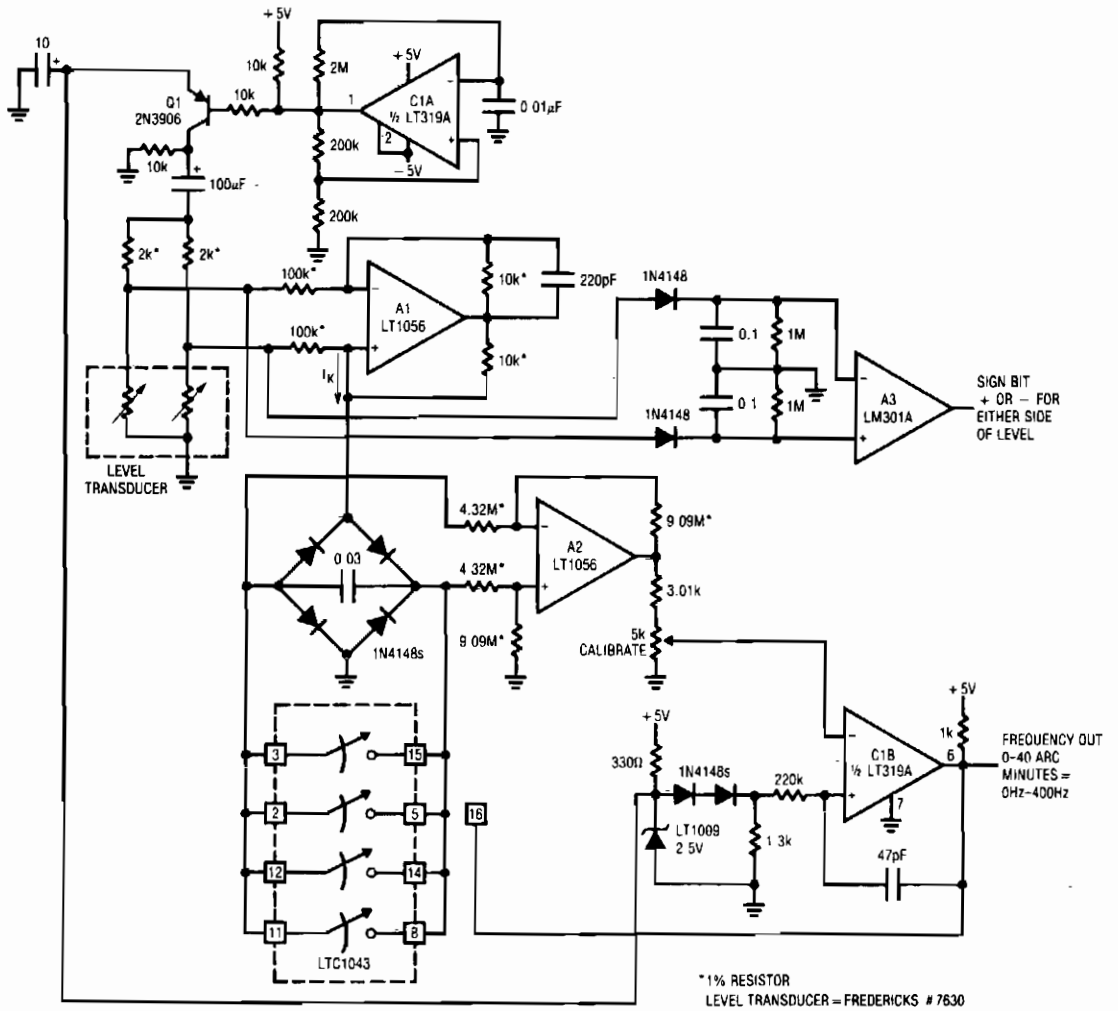 +5V
10
+
10k
2M
+5V
Q1
2N3906
10k
1
C1A
½ LT319A
−
+
2
−5V
0.01µF
10k
+
100µF
200k
200k
2k*
2k*
100k*
−
A1
LT1056
+
10k*
220pF
100k*
10k*
IK
LEVEL
TRANSDUCER
1N4148
0.1
1M
0.1
1M
1N4148
−
A3
LM301A
+
SIGN BIT
+ OR − FOR
EITHER SIDE
OF LEVEL
4.32M*
−
A2
LT1056
+
9.09M*
0.03
4.32M*
3.01k
1N4148s
9.09M*
5k
CALIBRATE
3
15
2
5
16
12
14
11
8
LTC1043
+5V
330Ω
1N4148s
220k
LT1009
2.5V
1.3k
−
C1B
½ LT319A
+
6
7
+5V
1k
47pF
FREQUENCY OUT
0-40 ARC
MINUTES =
0Hz-400Hz
*1% RESISTOR
LEVEL TRANSDUCER = FREDERICKS #7630